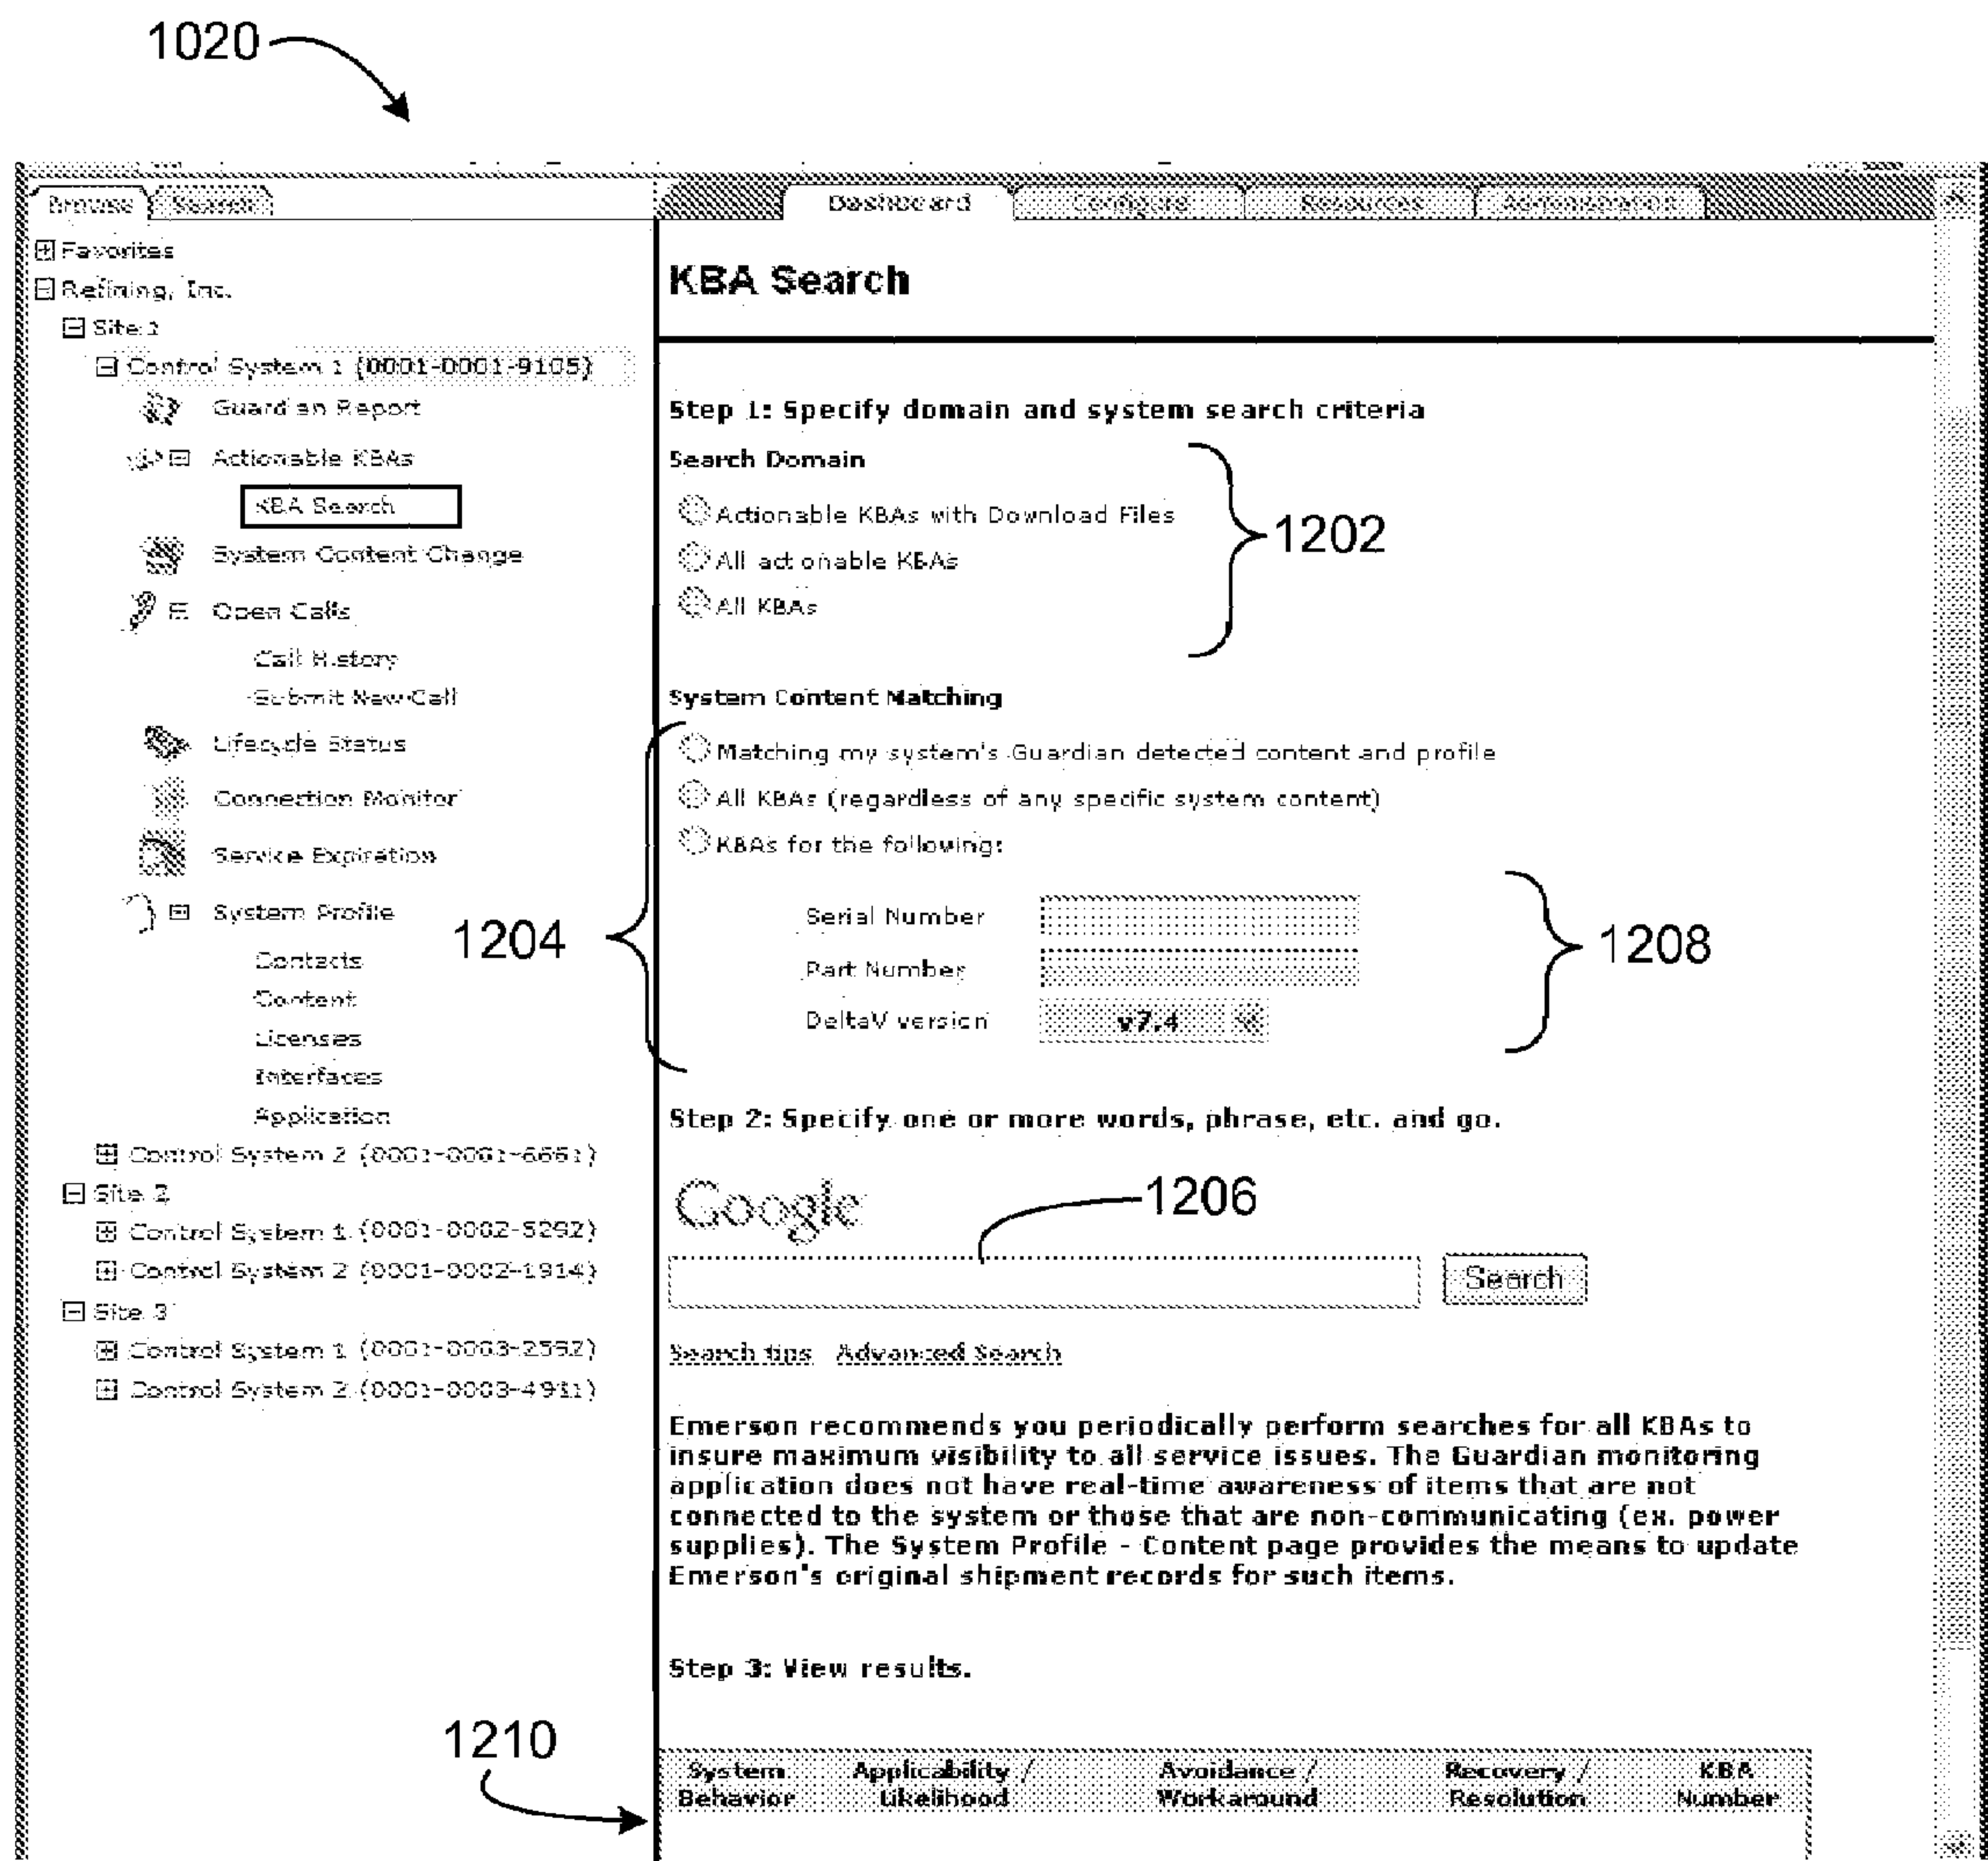 1020
Browse Search
Dashboard Configure Resources Administration
Favorites
Refining, Inc.
Site 1
Control System 1 (0001-0001-9105)
Guardian Report
Actionable KBAs
KBA Search
System Content Change
Open Calls
Call History
Submit New Call
Lifecycle Status
Connection Monitor
Service Expiration
System Profile
Contacts
Content
Licenses
Interfaces
Application
Control System 2 (0001-0001-6661)
Site 2
Control System 1 (0001-0002-5292)
Control System 2 (0001-0002-1914)
Site 3
Control System 1 (0001-0003-2592)
Control System 2 (0001-0003-4911)
KBA Search
Step 1: Specify domain and system search criteria
Search Domain
Actionable KBAs with Download Files
All actionable KBAs
All KBAs
1202
System Content Matching
Matching my system's Guardian detected content and profile
All KBAs (regardless of any specific system content)
KBAs for the following:
Serial Number
Part Number
DeltaV version v7.4
1204
1208
Step 2: Specify one or more words, phrase, etc. and go.
Google
1206
Search
Search tips Advanced Search
Emerson recommends you periodically perform searches for all KBAs to
insure maximum visibility to all service issues. The Guardian monitoring
application does not have real-time awareness of items that are not
connected to the system or those that are non-communicating (ex. power
supplies). The System Profile - Content page provides the means to update
Emerson's original shipment records for such items.
Step 3: View results.
1210
System Behavior Applicability / Likelihood Avoidance / Workaround Recovery / Resolution KBA Number